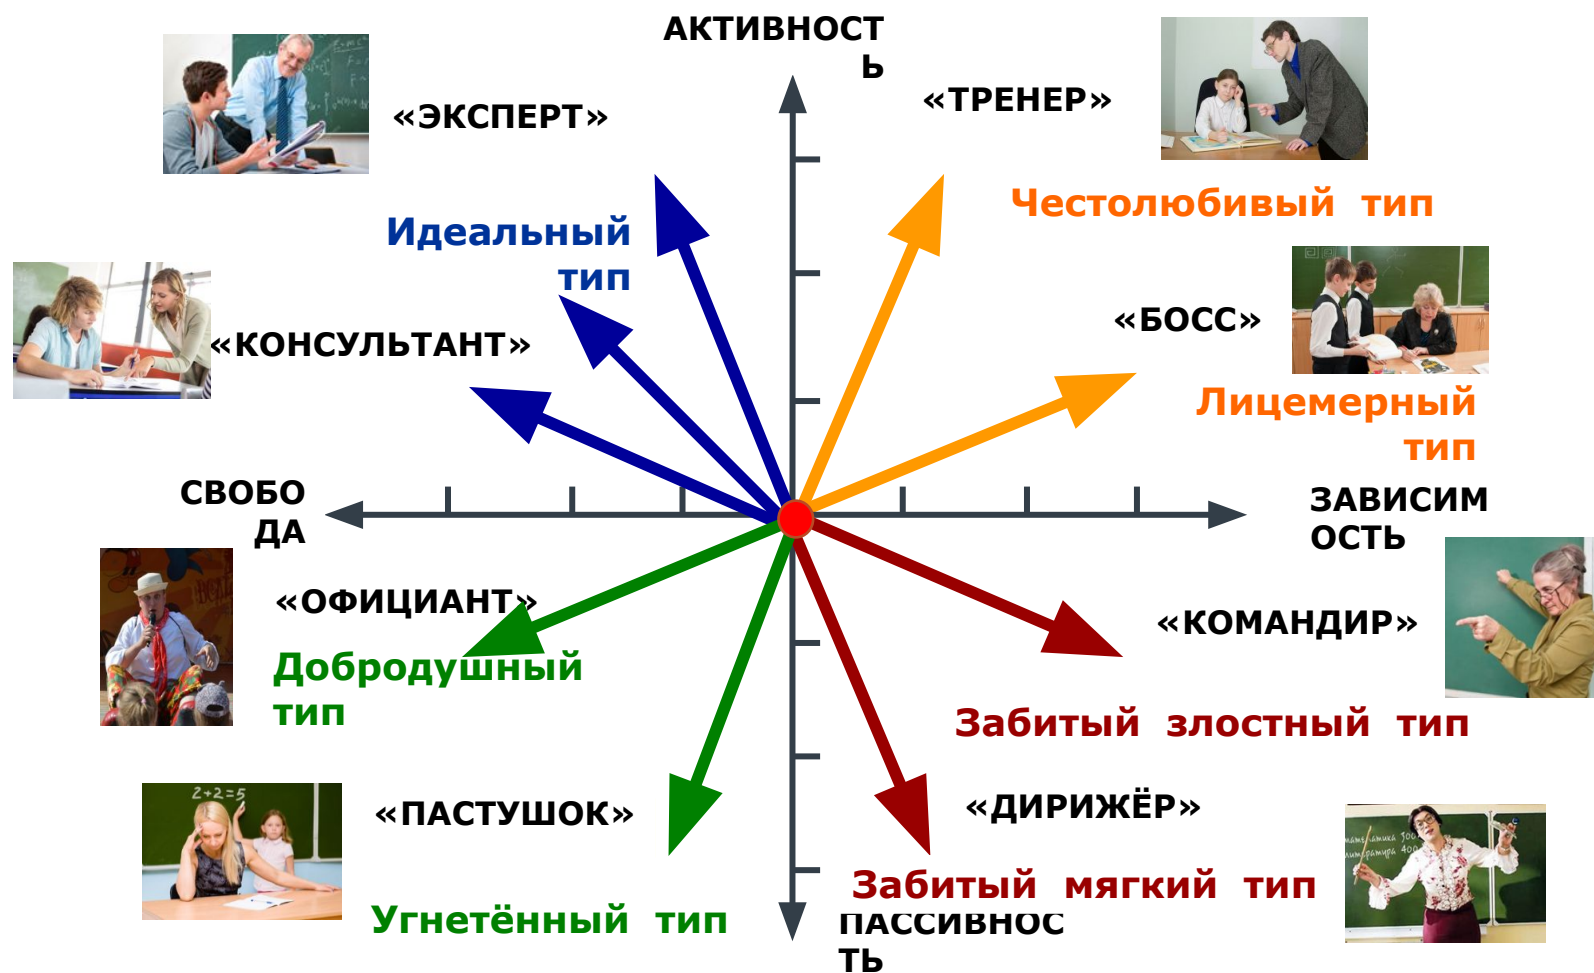 АКТИВНОСТ
Ь
«ЭКСПЕРТ»
«ТРЕНЕР»
Честолюбивый тип
Идеальный
тип
«КОНСУЛЬТАНТ»
«БОСС»
Лицемерный
тип
СВОБО
ДА
ЗАВИСИМ
ОСТЬ
«ОФИЦИАНТ»
«КОМАНДИР»
Добродушный
тип
Забитый злостный тип
2+2=5
«ПАСТУШОК»
«ДИРИЖЁР»
Забитый мягкий тип
Угнетённый тип
ПАССИВНОС
ТЬ